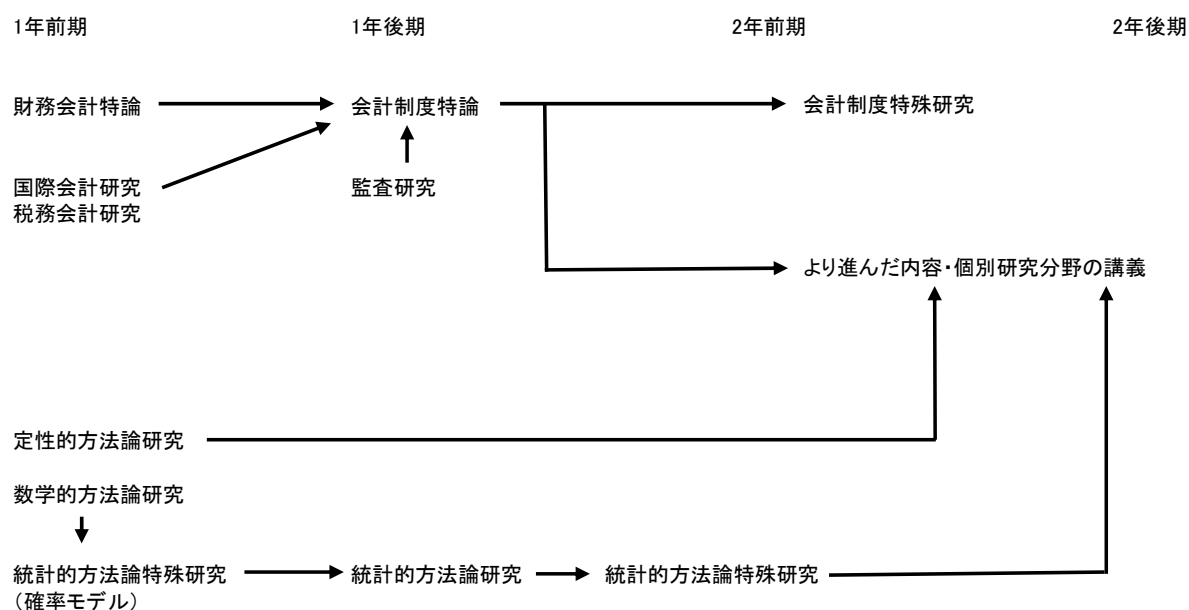 1年前期
1年後期
2年前期
2年後期
財務会計特論
会計制度特論
会計制度特殊研究
国際会計研究
税務会計研究
監査研究
より進んだ内容・個別研究分野の講義
定性的方法論研究
数学的方法論研究
統計的方法論特殊研究
(確率モデル)
統計的方法論研究
統計的方法論特殊研究